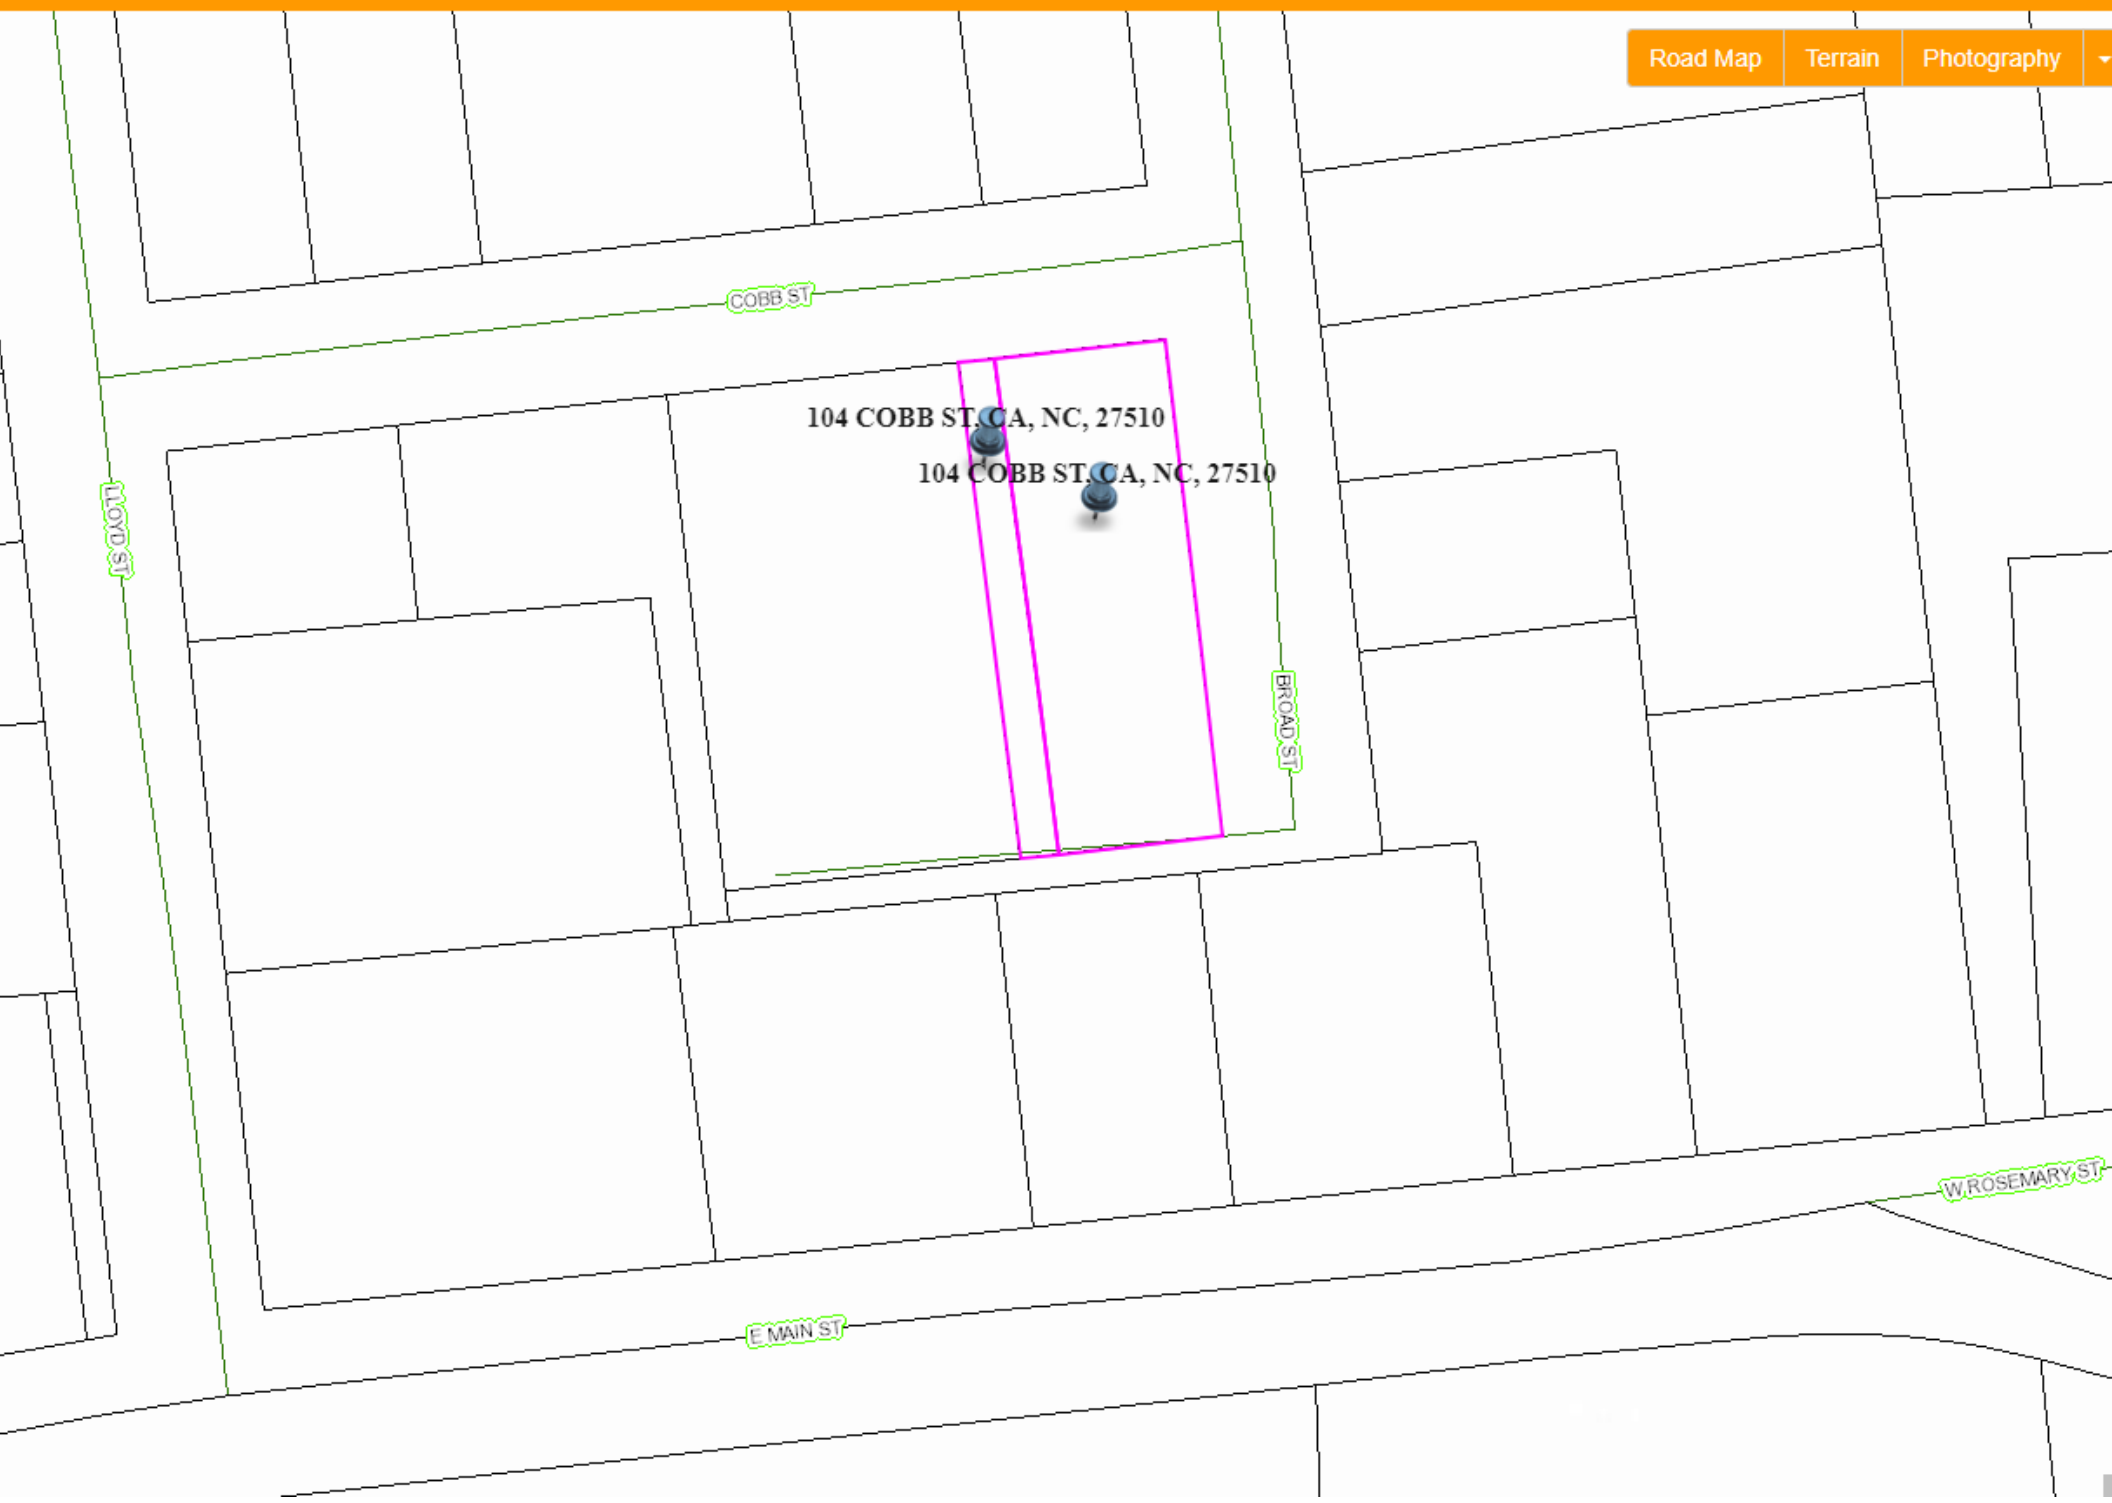 Road Map
Terrain
Photography
COBB ST
104 COBB ST, CA, NC, 27510
104 COBB ST, CA, NC, 27510
LLOYD ST
BROAD ST
W ROSEMARY ST
E MAIN ST